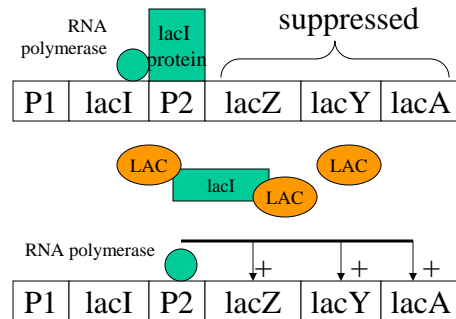 suppressed
RNA
polymerase
lacI
protein
P1 lacI P2 lacZ lacY lacA
LAC LAC
lacI
LAC
RNA polymerase
+ + +
P1 lacI P2 lacZ lacY lacA